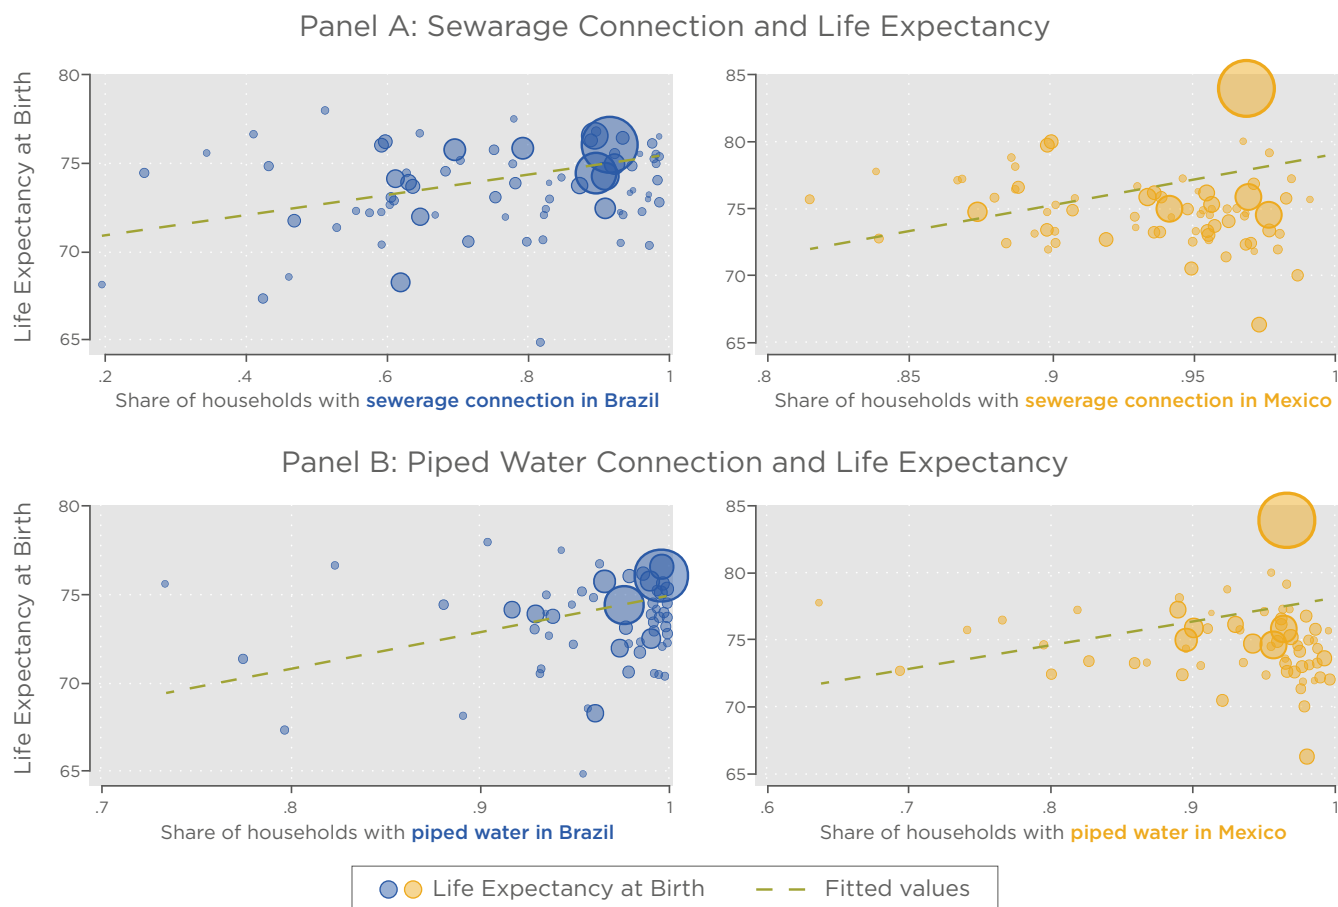 Panel A: Sewarage Connection and Life Expectancy
Life Expectancy at Birth
80
75
70
65
.2 .4 .6 .8 1
Share of households with sewerage connection in Brazil
85
80
75
70
65
.8 .85 .9 .95 1
Share of households with sewerage connection in Mexico
Panel B: Piped Water Connection and Life Expectancy
Life Expectancy at Birth
80
75
70
65
.7 .8 .9 1
Share of households with piped water in Brazil
85
80
75
70
65
.6 .7 .8 .9 1
Share of households with piped water in Mexico
Life Expectancy at Birth Fitted values